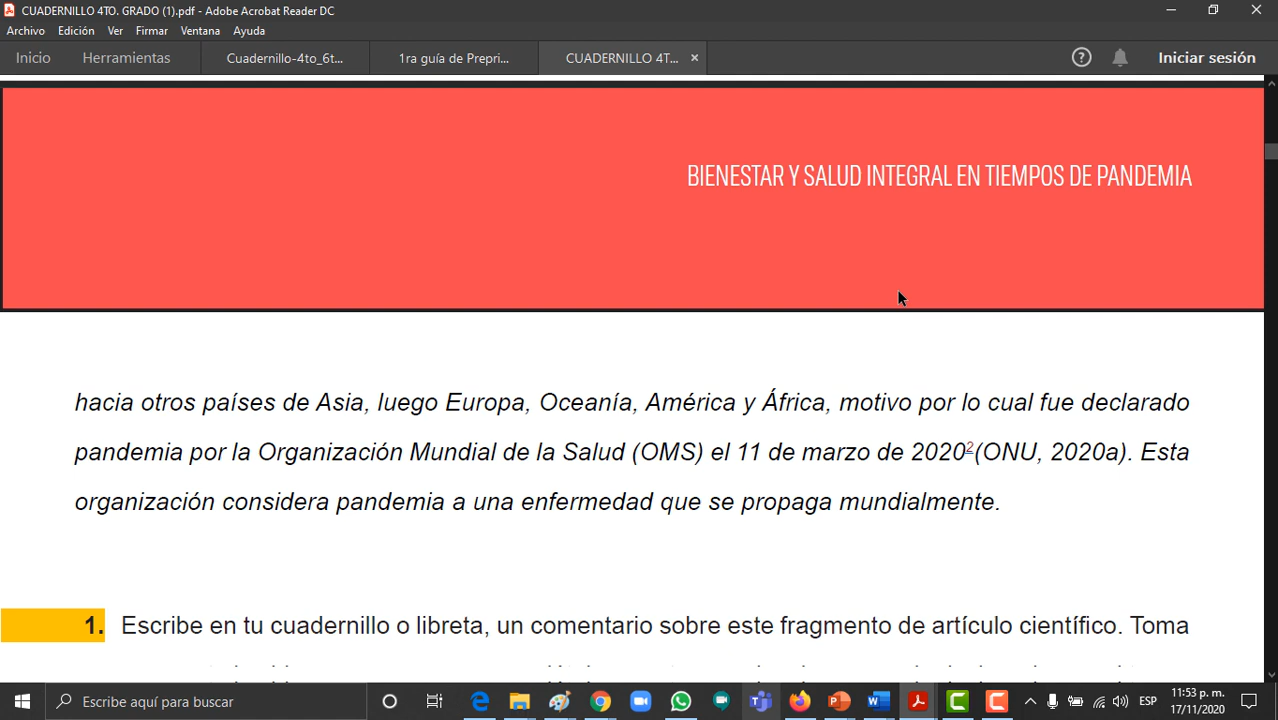 CUADERNILLO 4TO. GRADO (1).pdf - Adobe Acrobat Reader DC
Archivo Edición Ver Firmar Ventana Ayuda
Inicio Herramientas Cuadernillo-4to_6t... 1ra guía de Prepri... CUADERNILLO 4T... × ? Iniciar sesión
BIENESTAR Y SALUD INTEGRAL EN TIEMPOS DE PANDEMIA
hacia otros países de Asia, luego Europa, Oceanía, América y África, motivo por lo cual fue declarado
pandemia por la Organización Mundial de la Salud (OMS) el 11 de marzo de 2020²(ONU, 2020a). Esta
organización considera pandemia a una enfermedad que se propaga mundialmente.
1. Escribe en tu cuadernillo o libreta, un comentario sobre este fragmento de artículo científico. Toma
Escribe aquí para buscar
ESP
11:53 p. m.
17/11/2020